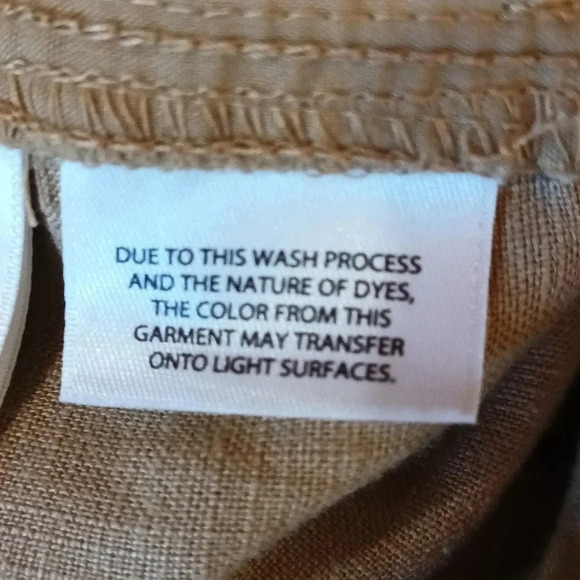 DUE TO THIS WASH PROCESS
AND THE NATURE OF DYES,
THE COLOR FROM THIS
GARMENT MAY TRANSFER
ONTO LIGHT SURFACES.